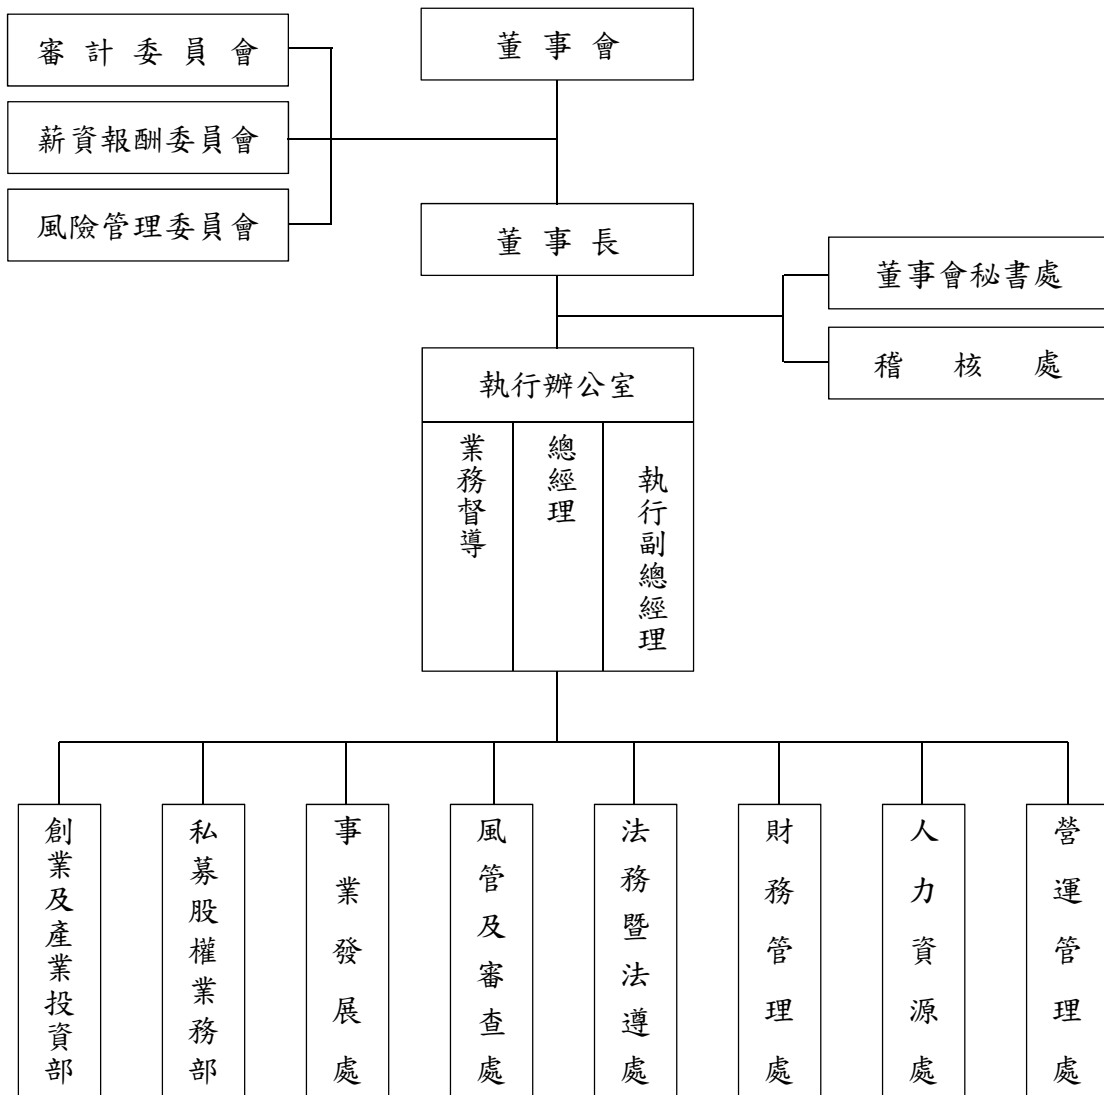 審計委員會
董事會
薪資報酬委員會
風險管理委員會
董事長
董事會秘書處
稽核處
執行辦公室
業務督導
總經理
執行副總經理
創業及產業投資部
私募股權業務部
事業發展處
風管及審查處
法務暨法遵處
財務管理處
人力資源處
營運管理處